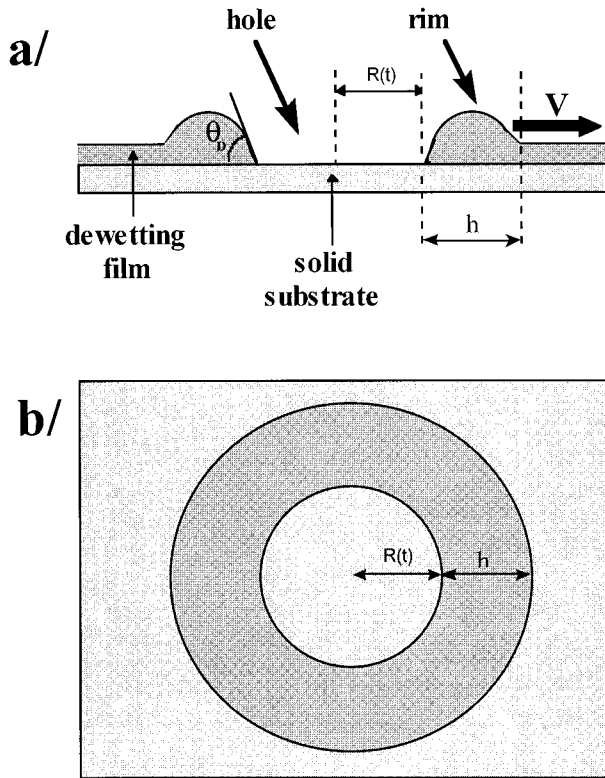 a/
hole
rim
R(t)
V
θD
h
dewetting
film
solid
substrate
b/
R(t)
h